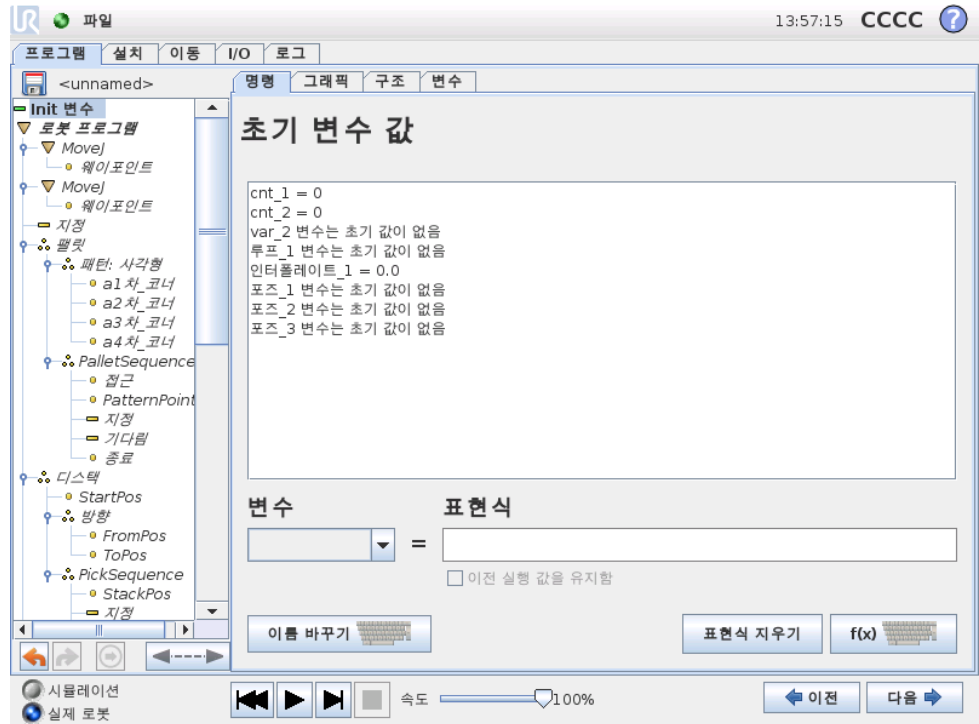 파일
13:57:15 CCCC ?
프로그램 설치 이동 I/O 로그
<unnamed>
명령 그래픽 구조 변수
Init 변수
로봇 프로그램
MoveJ
웨이포인트
MoveJ
웨이포인트
지정
팰릿
패턴: 사각형
a1차_코너
a2차_코너
a3차_코너
a4차_코너
PalletSequence
접근
PatternPoint
지정
기다림
종료
디스택
StartPos
방향
FromPos
ToPos
PickSequence
StackPos
지정
초기 변수 값
cnt_1 = 0
cnt_2 = 0
var_2 변수는 초기 값이 없음
루프_1 변수는 초기 값이 없음
인터폴레이트_1 = 0.0
포즈_1 변수는 초기 값이 없음
포즈_2 변수는 초기 값이 없음
포즈_3 변수는 초기 값이 없음
변수 표현식
=
이전 실행 값을 유지함
이름 바꾸기 표현식 지우기 f(x)
시뮬레이션
실제 로봇
속도 100%
이전 다음